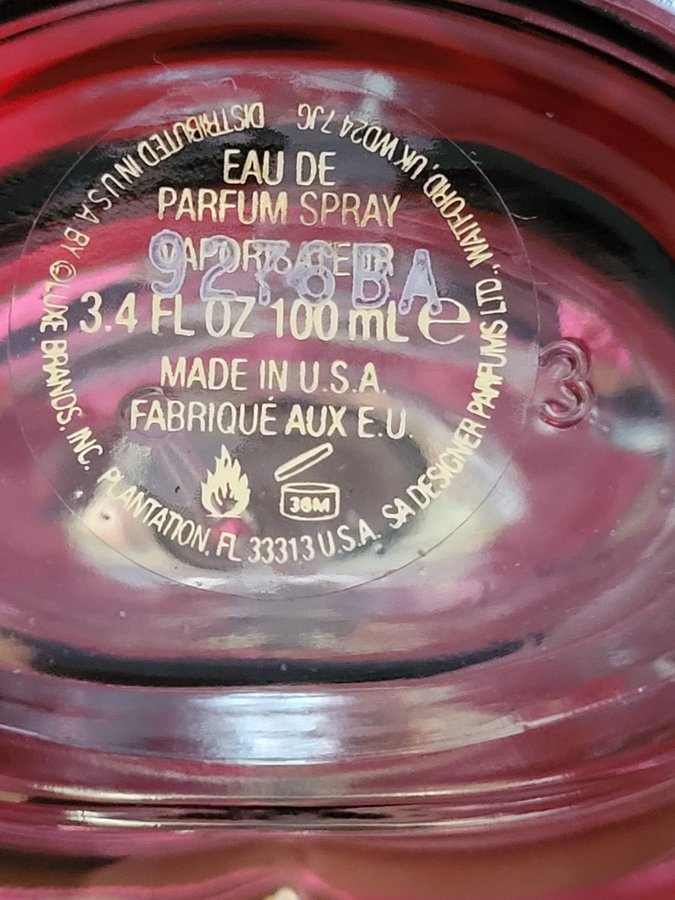 EAU DE
PARFUM SPRAY
VAPORISATEUR
9276BA
3.4 FL OZ 100 mL e
MADE IN U.S.A.
FABRIQUÉ AUX E.U.
36M
DISTRIBUTED IN U.S.A BY ©LUXE BRANDS, INC. PLANTATION, FL 33313 U.S.A. SA DESIGNER PARFUMS LTD., WATFORD, UK WD24 7JG
3